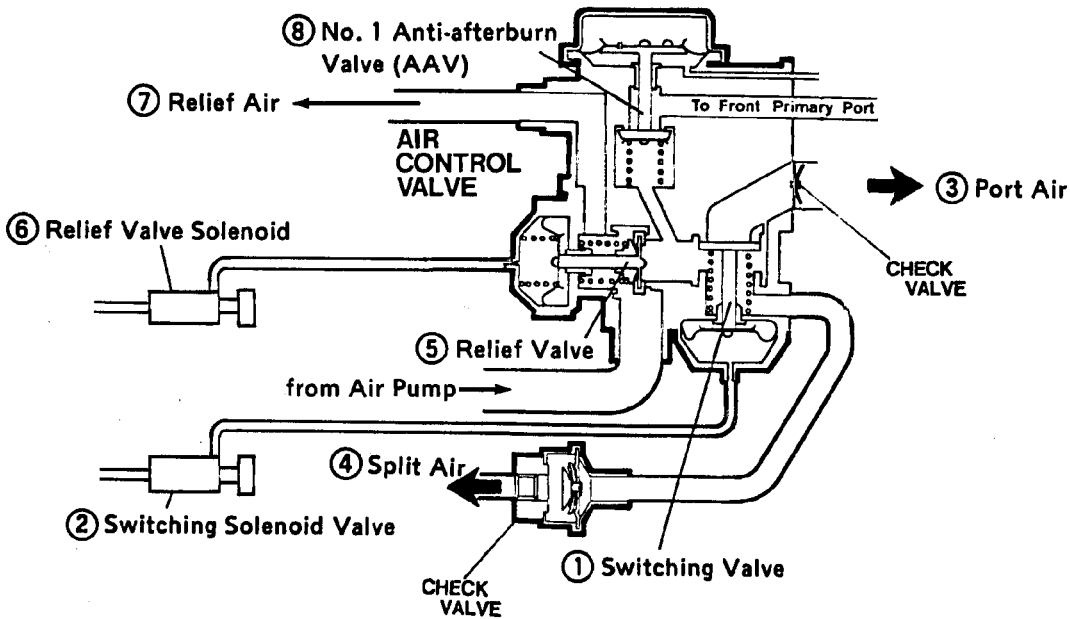 ⑧ No. 1 Anti-afterburn
Valve (AAV)
⑦ Relief Air
To Front Primary Port
AIR
CONTROL
VALVE
③ Port Air
⑥ Relief Valve Solenoid
CHECK
VALVE
⑤ Relief Valve
from Air Pump
④ Split Air
② Switching Solenoid Valve
① Switching Valve
CHECK
VALVE